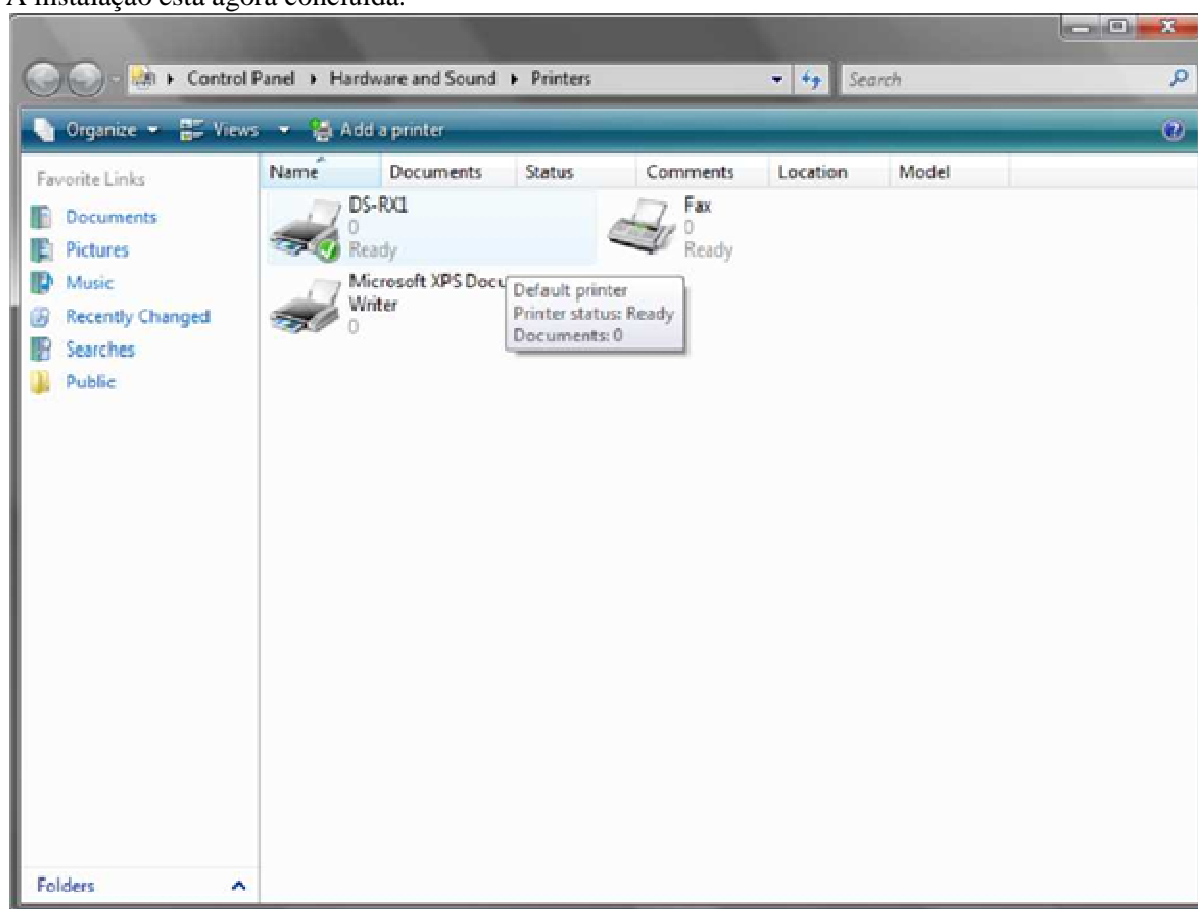 A instalação está agora concluída.
Control Panel Hardware and Sound Printers Search
Organize Views Add a printer
Favorite Links
Documents
Pictures
Music
Recently Changed
Searches
Public
Folders
Name Documents Status Comments Location Model
DS-RX1
0
Ready
Fax
0
Ready
Microsoft XPS Docu
Writer
0
Default printer
Printer status: Ready
Documents: 0